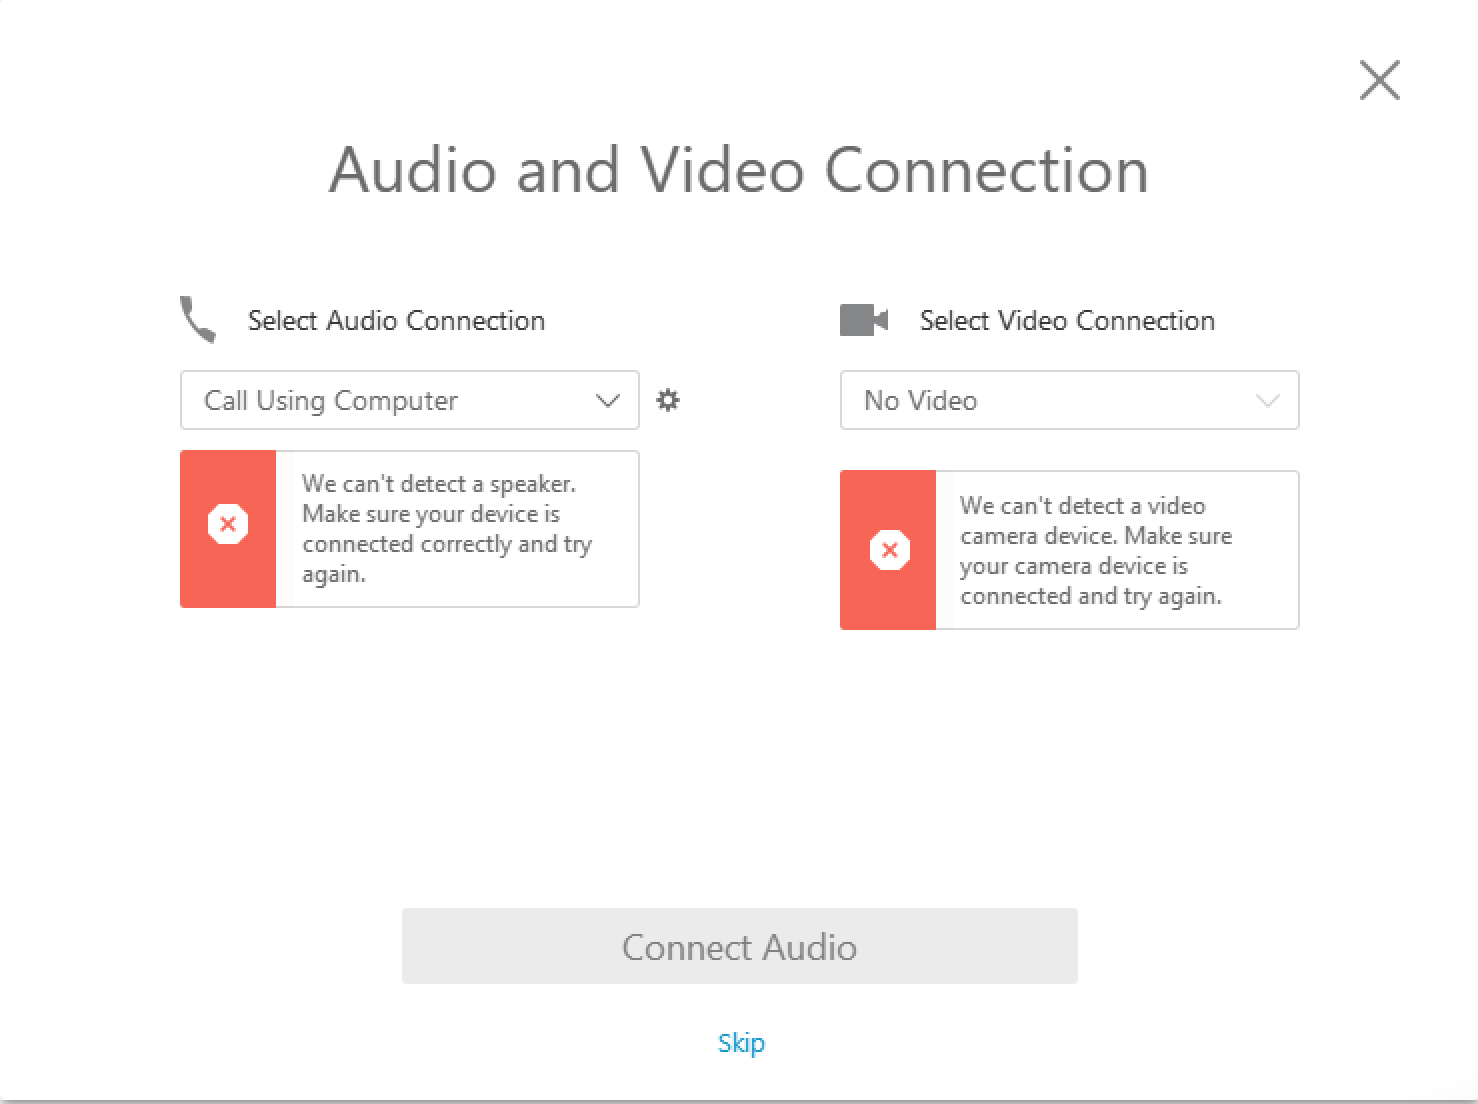 Audio and Video Connection
Select Audio Connection
Call Using Computer
We can't detect a speaker.
Make sure your device is
connected correctly and try
again.
Select Video Connection
No Video
We can't detect a video
camera device. Make sure
your camera device is
connected and try again.
Connect Audio
Skip